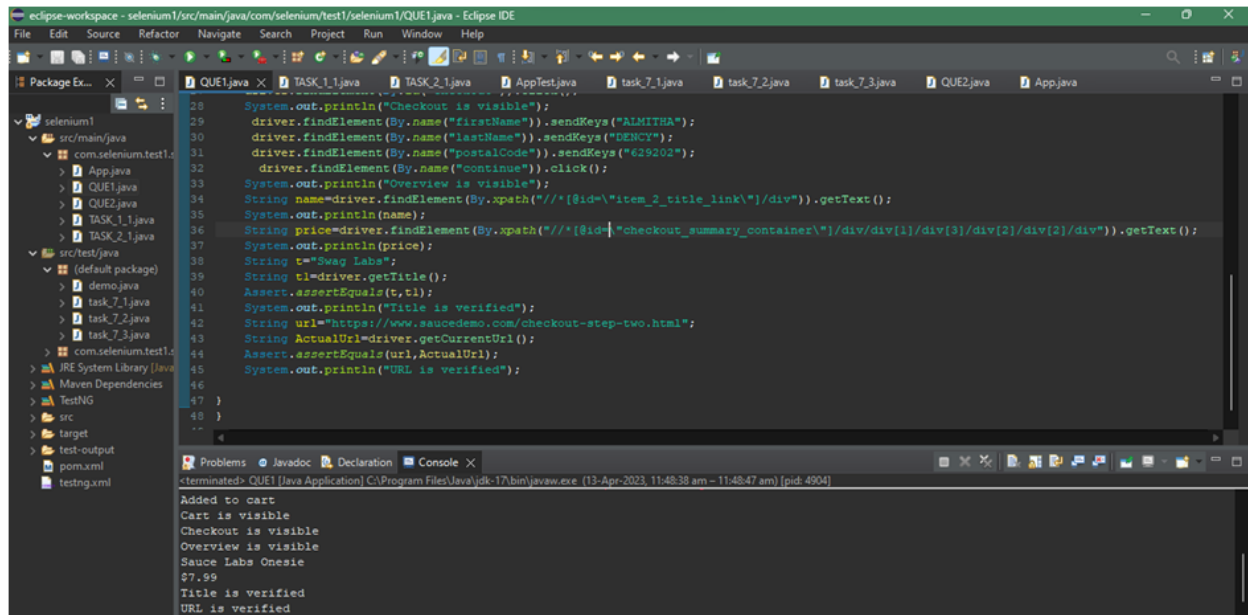 eclipse-workspace - selenium1/src/main/java/com/selenium/test1/selenium1/QUE1.java - Eclipse IDE
File Edit Source Refactor Navigate Search Project Run Window Help
Package Ex...
QUE1.java TASK_1_1.java TASK_2_1.java AppTest.java task_7_1.java task_7_2.java task_7_3.java QUE2.java App.java
selenium1
src/main/java
com.selenium.test1.s
App.java
QUE1.java
QUE2.java
TASK_1_1.java
TASK_2_1.java
src/test/java
(default package)
demo.java
task_7_1.java
task_7_2.java
task_7_3.java
com.selenium.test1.s
JRE System Library [Java
Maven Dependencies
TestNG
src
target
test-output
pom.xml
testng.xml
28 System.out.println("Checkout is visible");
29 driver.findElement(By.name("firstName")).sendKeys("ALMITHA");
30 driver.findElement(By.name("lastName")).sendKeys("DENCY");
31 driver.findElement(By.name("postalCode")).sendKeys("629202");
32 driver.findElement(By.name("continue")).click();
33 System.out.println("Overview is visible");
34 String name=driver.findElement(By.xpath("//*[@id=\"item_2_title_link\"]/div")).getText();
35 System.out.println(name);
36 String price=driver.findElement(By.xpath("//*[@id=\"checkout_summary_container\"]/div/div[1]/div[3]/div[2]/div[2]/div")).getText();
37 System.out.println(price);
38 String t="Swag Labs";
39 String t1=driver.getTitle();
40 Assert.assertEquals(t,t1);
41 System.out.println("Title is verified");
42 String url="https://www.saucedemo.com/checkout-step-two.html";
43 String ActualUrl=driver.getCurrentUrl();
44 Assert.assertEquals(url,ActualUrl);
45 System.out.println("URL is verified");
46
47 }
48 }
Problems Javadoc Declaration Console
<terminated> QUE1 [Java Application] C:\Program Files\Java\jdk-17\bin\javaw.exe (13-Apr-2023, 11:48:38 am – 11:48:47 am) [pid: 4904]
Added to cart
Cart is visible
Checkout is visible
Overview is visible
Sauce Labs Onesie
$7.99
Title is verified
URL is verified